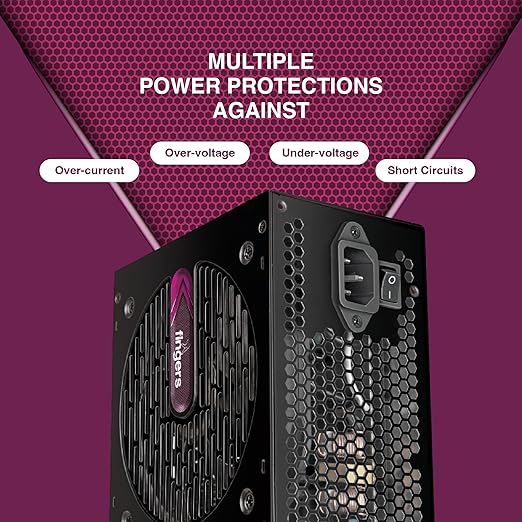 MULTIPLE
POWER PROTECTIONS
AGAINST
Over-current
Over-voltage
Under-voltage
Short Circuits
fingers